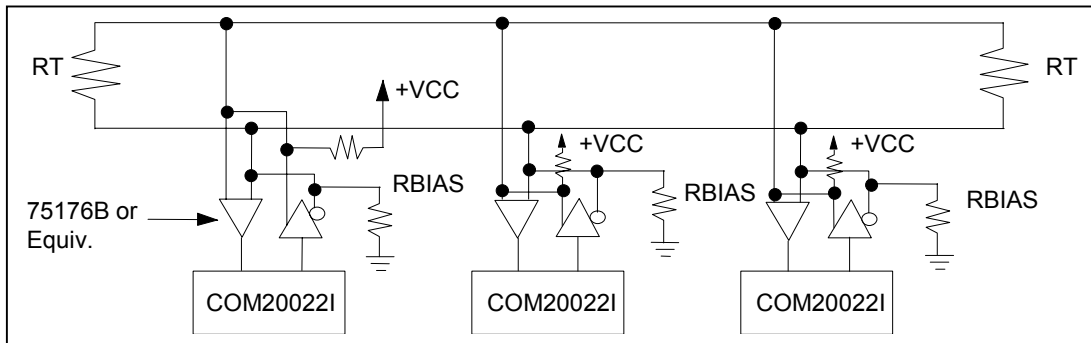 RT
RT
+VCC
+VCC
+VCC
RBIAS
RBIAS
RBIAS
75176B or
Equiv.
COM20022I
COM20022I
COM20022I